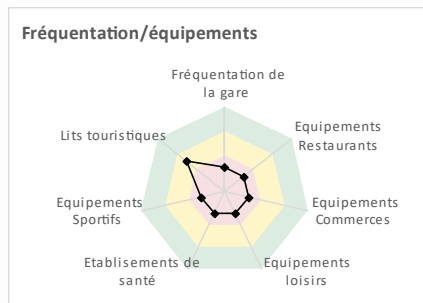 Fréquentation/équipements
Fréquentation de
la gare
Equipements
Restaurants
Equipements
Commerces
Equipements
loisirs
Etablisements de
santé
Equipements
Sportifs
Lits touristiques